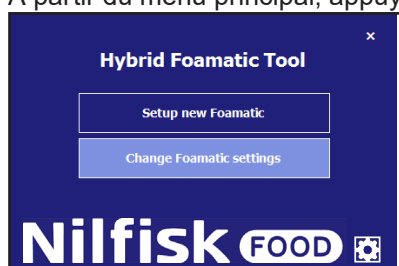 A partir du menu principal, appuy
×
Hybrid Foamatic Tool
Setup new Foamatic
Change Foamatic settings
Nilfisk FOOD